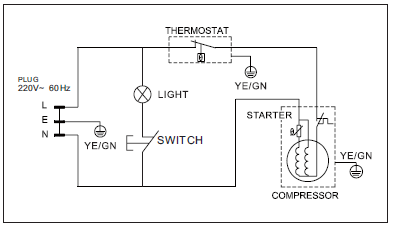 THERMOSTAT
PLUG
220V~ 60Hz
YE/GN
LIGHT
L
E
N
YE/GN
SWITCH
STARTER
YE/GN
COMPRESSOR